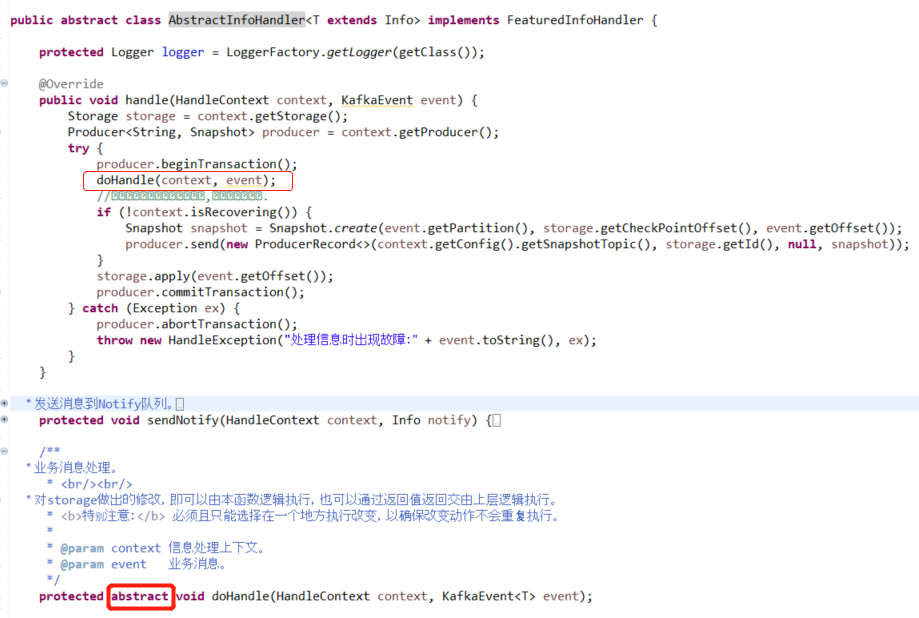 public abstract class AbstractInfoHandler<T extends Info> implements FeaturedInfoHandler {
protected Logger logger = LoggerFactory.getLogger(getClass());
@Override
public void handle(HandleContext context, KafkaEvent event) {
Storage storage = context.getStorage();
Producer<String, Snapshot> producer = context.getProducer();
try {
producer.beginTransaction();
doHandle(context, event);
//
if (!context.isRecovering()) {
Snapshot snapshot = Snapshot.create(event.getPartition(), storage.getCheckPointOffset(), event.getOffset());
producer.send(new ProducerRecord<>(context.getConfig().getSnapshotTopic(), storage.getId(), null, snapshot));
}
storage.apply(event.getOffset());
producer.commitTransaction();
} catch (Exception ex) {
producer.abortTransaction();
throw new HandleException("处理信息时出现故障:" + event.toString(), ex);
}
}
*发送消息到Notify队列。
protected void sendNotify(HandleContext context, Info notify) {
/**
*业务消息处理。
* <br/><br/>
*对storage做出的修改, 即可以由本函数逻辑执行, 也可以通过返回值返回交由上层逻辑执行。
* <b>特别注意:</b> 必须且只能选择在一个地方执行改变, 以确保改变动作不会重复执行。
*
* @param context 信息处理上下文。
* @param event 业务消息。
*/
protected abstract void doHandle(HandleContext context, KafkaEvent<T> event);